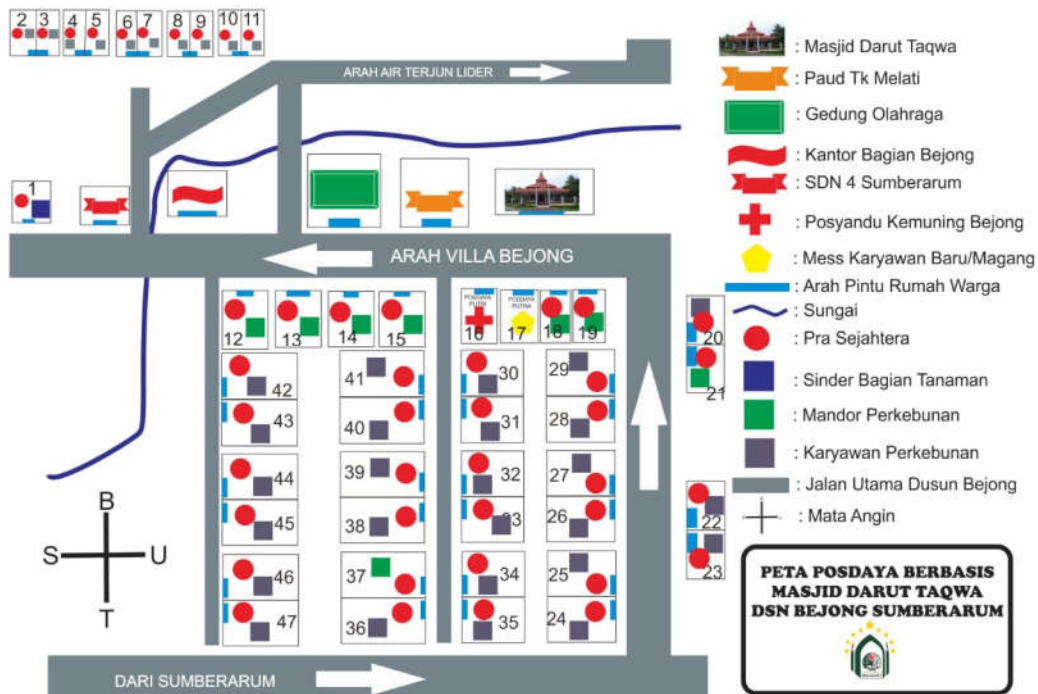 2 3 4 5 6 7 8 9 10 11
ARAH AIR TERJUN LIDER
1
ARAH VILLA BEJONG
12 13 14 15
POSDAYA PUTRI
16
POSDAYA PUTRA
17
18 19
20
21
22
23
42 41 30 29
43 40 31 28
44 39 32 27
45 38 33 26
46 37 34 25
47 36 35 24
B
S U
T
DARI SUMBERARUM
: Masjid Darut Taqwa
: Paud Tk Melati
: Gedung Olahraga
: Kantor Bagian Bejong
: SDN 4 Sumberarum
: Posyandu Kemuning Bejong
: Mess Karyawan Baru/Magang
: Arah Pintu Rumah Warga
: Sungai
: Pra Sejahtera
: Sinder Bagian Tanaman
: Mandor Perkebunan
: Karyawan Perkebunan
: Jalan Utama Dusun Bejong
: Mata Angin
PETA POSDAYA BERBASIS
MASJID DARUT TAQWA
DSN BEJONG SUMBERARUM